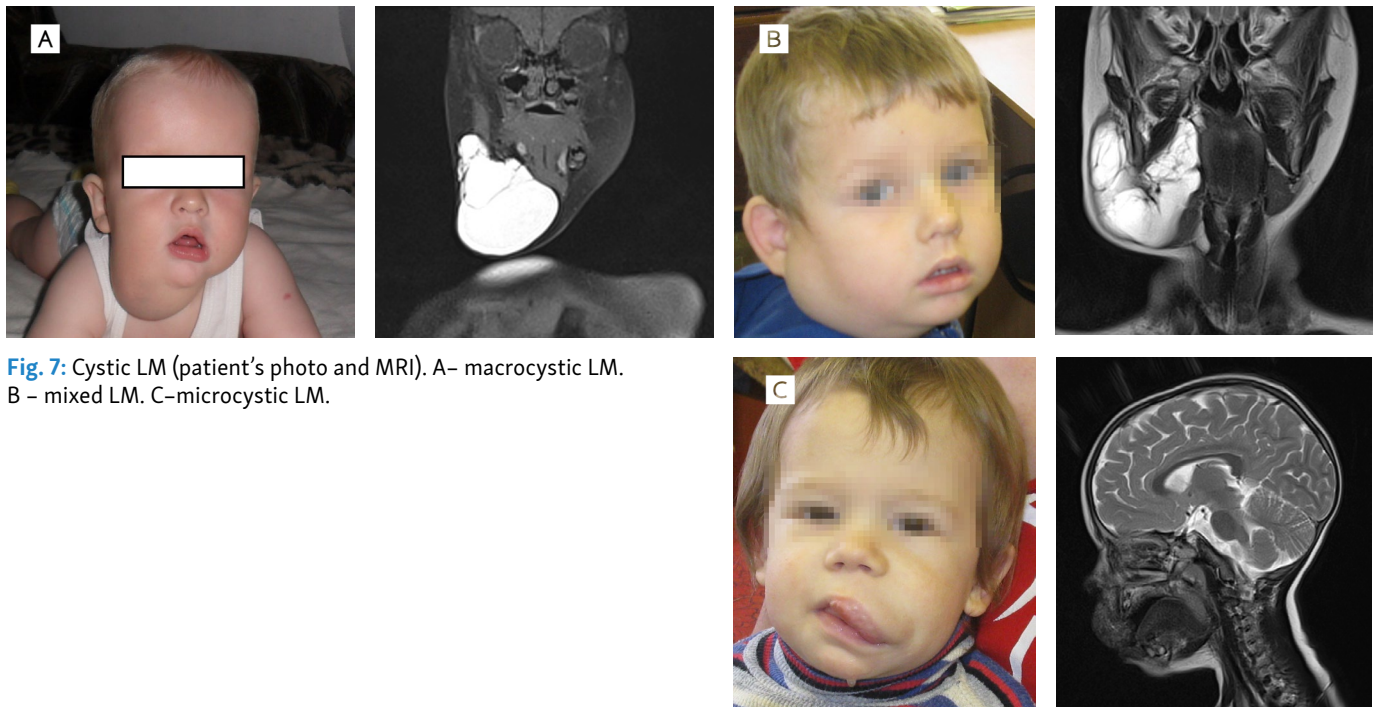 A
B
Fig. 7: Cystic LM (patient’s photo and MRI). A– macrocystic LM.
B – mixed LM. C–microcystic LM.
C